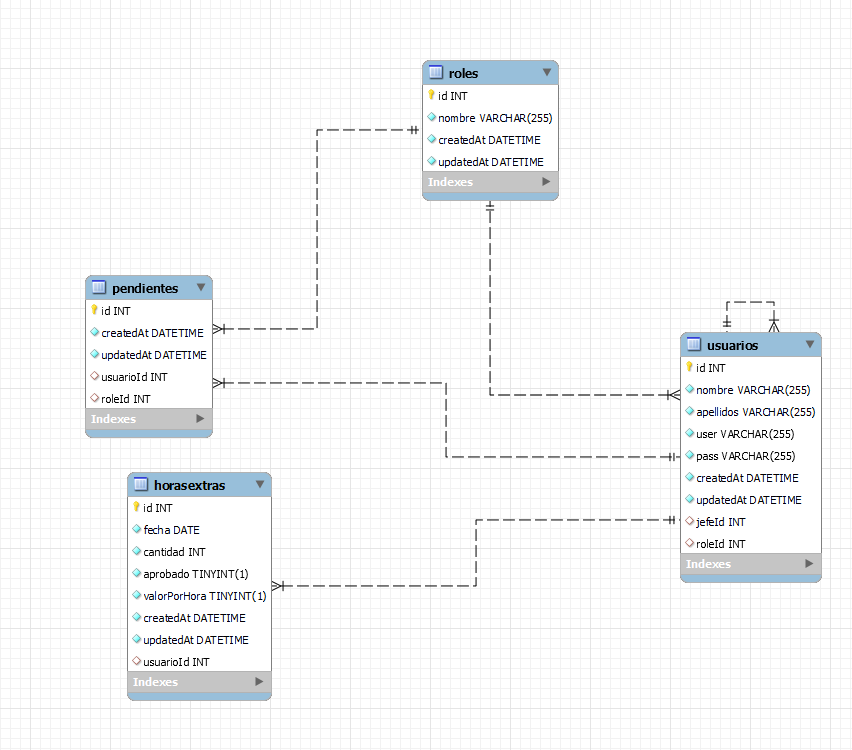 roles
id INT
nombre VARCHAR(255)
createdAt DATETIME
updatedAt DATETIME
Indexes
pendientes
id INT
createdAt DATETIME
updatedAt DATETIME
usuarioId INT
roleId INT
Indexes
usuarios
id INT
nombre VARCHAR(255)
apellidos VARCHAR(255)
user VARCHAR(255)
pass VARCHAR(255)
createdAt DATETIME
updatedAt DATETIME
jefeId INT
roleId INT
Indexes
horasextras
id INT
fecha DATE
cantidad INT
aprobado TINYINT(1)
valorPorHora TINYINT(1)
createdAt DATETIME
updatedAt DATETIME
usuarioId INT
Indexes